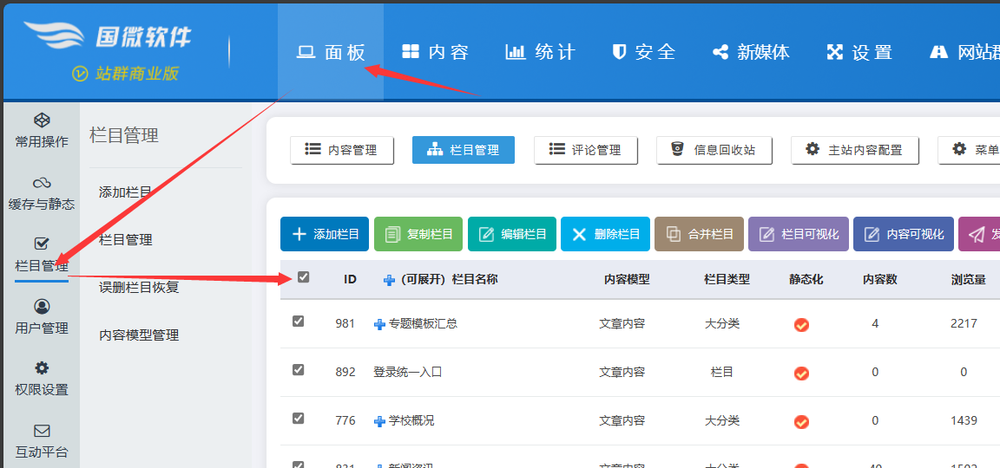 国微软件
站群商业版
面板
内容
统计
安全
新媒体
设置
网站群
常用操作
缓存与静态
栏目管理
用户管理
权限设置
互动平台
栏目管理
添加栏目
栏目管理
误删栏目恢复
内容模型管理
内容管理
栏目管理
评论管理
信息回收站
主站内容配置
菜单
添加栏目
复制栏目
编辑栏目
删除栏目
合并栏目
栏目可视化
内容可视化
发
ID (可展开) 栏目名称 内容模型 栏目类型 静态化 内容数 浏览量
981 专题模板汇总 文章内容 大分类 4 2217
892 登录统一入口 文章内容 栏目 0 0
776 学校概况 文章内容 大分类 0 1439